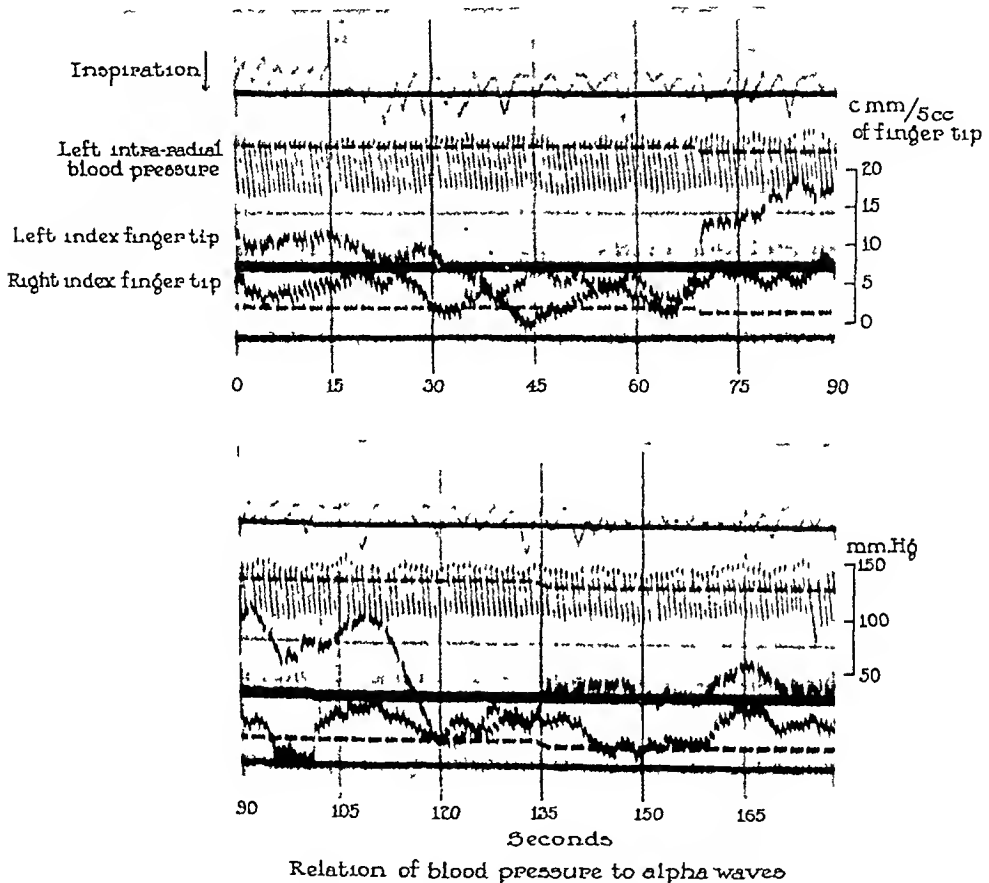 Inspiration
c mm/5cc
of finger tip
Left intra-radial
blood pressure
20
15
Left index finger tip
10
Right index finger tip
5
0
0 15 30 45 60 75 90
mm.Hg
150
100
50
90 105 120 135 150 165
Seconds
Relation of blood pressure to alpha waves